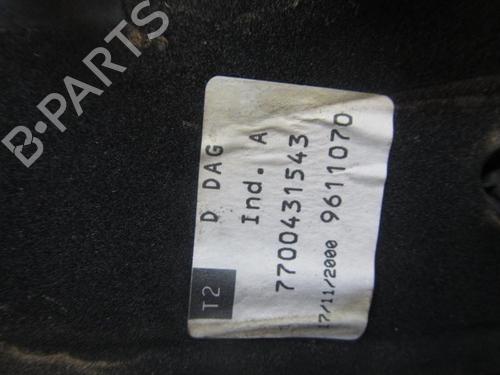 B-PARTS
T2
D DAG
Ind. A
7700431543
17/11/2000 9611070